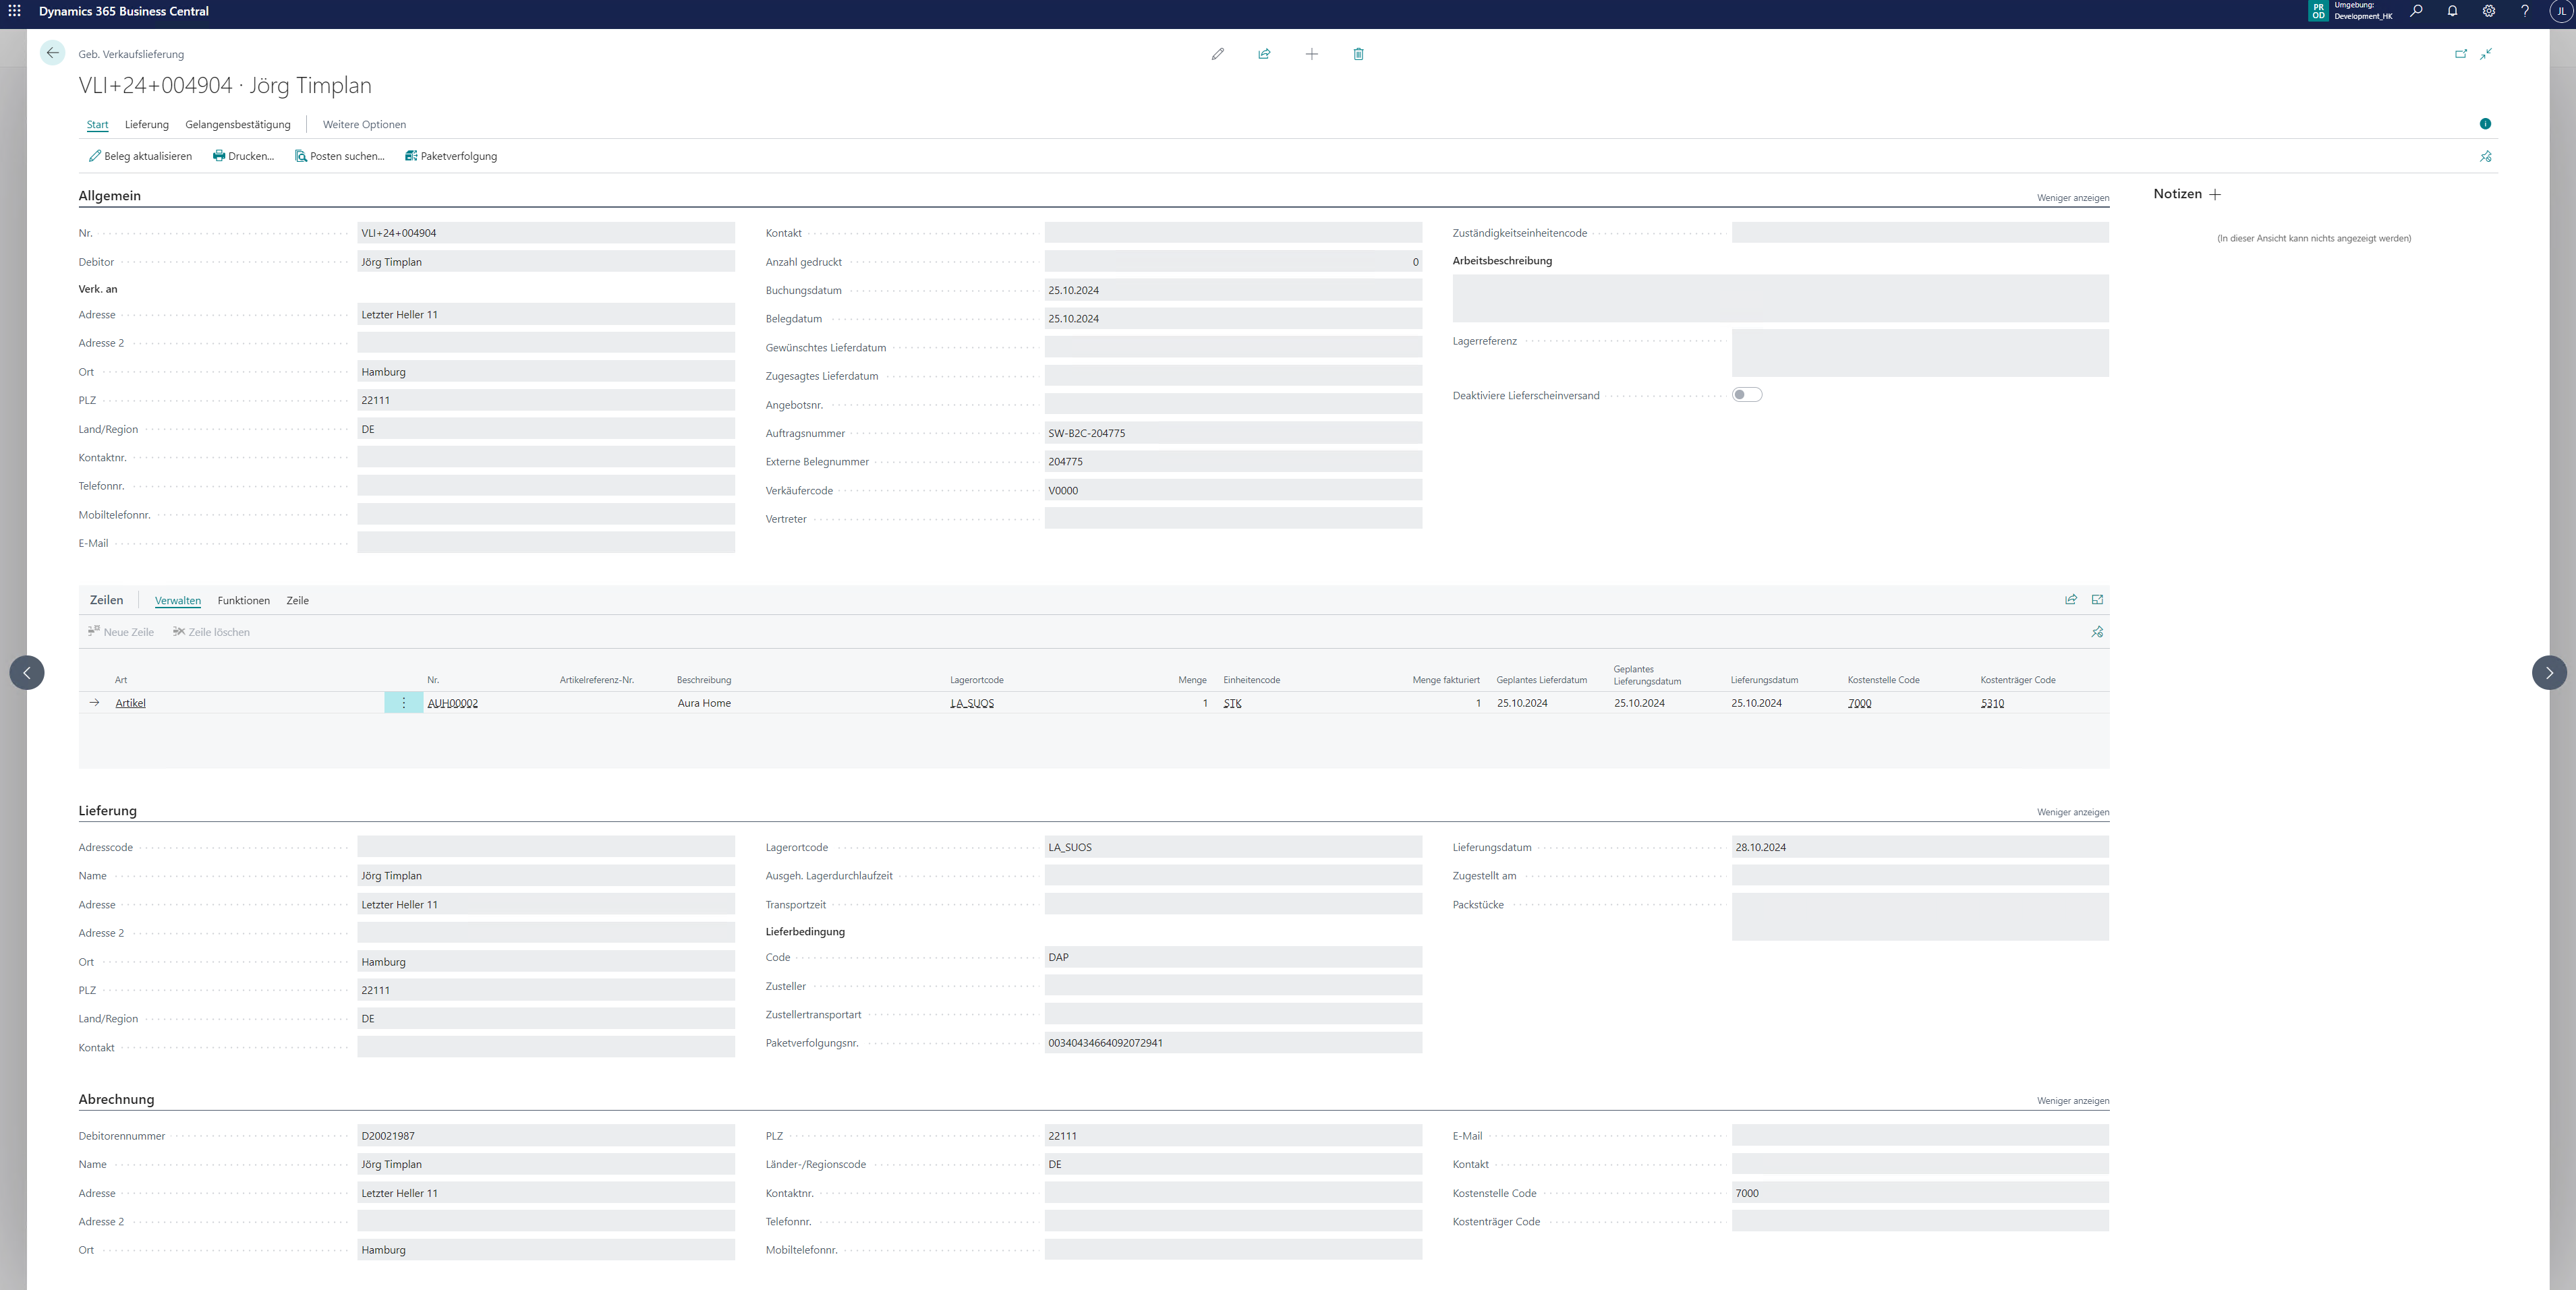 Dynamics 365 Business Central
PR
OD
Umgebung:
Development_HK
?
JL
Geb. Verkaufslieferung
VLI+24+004904 · Jörg Timplan
Start Lieferung Gelangensbestätigung Weitere Optionen
Beleg aktualisieren Drucken... Posten suchen... Paketverfolgung
Allgemein Weniger anzeigen
Nr. VLI+24+004904
Debitor Jörg Timplan
Verk. an
Adresse Letzter Heller 11
Adresse 2
Ort Hamburg
PLZ 22111
Land/Region DE
Kontaktnr.
Telefonnr.
Mobiltelefonnr.
E-Mail
Kontakt
Anzahl gedruckt 0
Buchungsdatum 25.10.2024
Belegdatum 25.10.2024
Gewünschtes Lieferdatum
Zugesagtes Lieferdatum
Angebotsnr.
Auftragsnummer SW-B2C-204775
Externe Belegnummer 204775
Verkäufercode V0000
Vertreter
Zuständigkeitseinheitencode
Arbeitsbeschreibung
Lagerreferenz
Deaktiviere Lieferscheinversand
Notizen
(In dieser Ansicht kann nichts angezeigt werden)
Zeilen Verwalten Funktionen Zeile
Neue Zeile Zeile löschen
Art Nr. Artikelreferenz-Nr. Beschreibung Lagerortcode Menge Einheitencode Menge fakturiert Geplantes Lieferdatum Geplantes Lieferungsdatum Lieferungsdatum Kostenstelle Code Kostenträger Code
Artikel AUH00002 Aura Home LA_SUOS 1 STK 1 25.10.2024 25.10.2024 25.10.2024 7000 5310
Lieferung Weniger anzeigen
Adresscode
Name Jörg Timplan
Adresse Letzter Heller 11
Adresse 2
Ort Hamburg
PLZ 22111
Land/Region DE
Kontakt
Lagerortcode LA_SUOS
Ausgeh. Lagerdurchlaufzeit
Transportzeit
Lieferbedingung
Code DAP
Zusteller
Zustellertransportart
Paketverfolgungsnr. 00340434664092072941
Lieferungsdatum 28.10.2024
Zugestellt am
Packstücke
Abrechnung Weniger anzeigen
Debitorennummer D20021987
Name Jörg Timplan
Adresse Letzter Heller 11
Adresse 2
Ort Hamburg
PLZ 22111
Länder-/Regionscode DE
Kontaktnr.
Telefonnr.
Mobiltelefonnr.
E-Mail
Kontakt
Kostenstelle Code 7000
Kostenträger Code